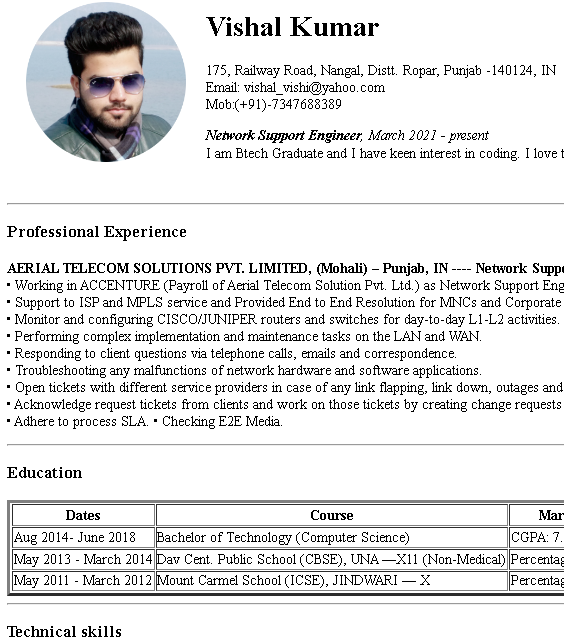 Vishal Kumar
175, Railway Road, Nangal, Distt. Ropar, Punjab -140124, IN
Email: vishal_vishi@yahoo.com
Mob:(+91)-7347688389
Network Support Engineer, March 2021 - present
I am Btech Graduate and I have keen interest in coding. I love t
Professional Experience
AERIAL TELECOM SOLUTIONS PVT. LIMITED, (Mohali) – Punjab, IN ---- Network Supp
• Working in ACCENTURE (Payroll of Aerial Telecom Solution Pvt. Ltd.) as Network Support Eng
• Support to ISP and MPLS service and Provided End to End Resolution for MNCs and Corporate
• Monitor and configuring CISCO/JUNIPER routers and switches for day-to-day L1-L2 activities.
• Performing complex implementation and maintenance tasks on the LAN and WAN.
• Responding to client questions via telephone calls, emails and correspondence.
• Troubleshooting any malfunctions of network hardware and software applications.
• Open tickets with different service providers in case of any link flapping, link down, outages and
• Acknowledge request tickets from clients and work on those tickets by creating change requests
• Adhere to process SLA. • Checking E2E Media.
Education
Dates Course Mar
Aug 2014- June 2018 Bachelor of Technology (Computer Science) CGPA: 7.
May 2013 - March 2014 Dav Cent. Public School (CBSE), UNA —X11 (Non-Medical) Percentag
May 2011 - March 2012 Mount Carmel School (ICSE), JINDWARI — X Percentag
Technical skills